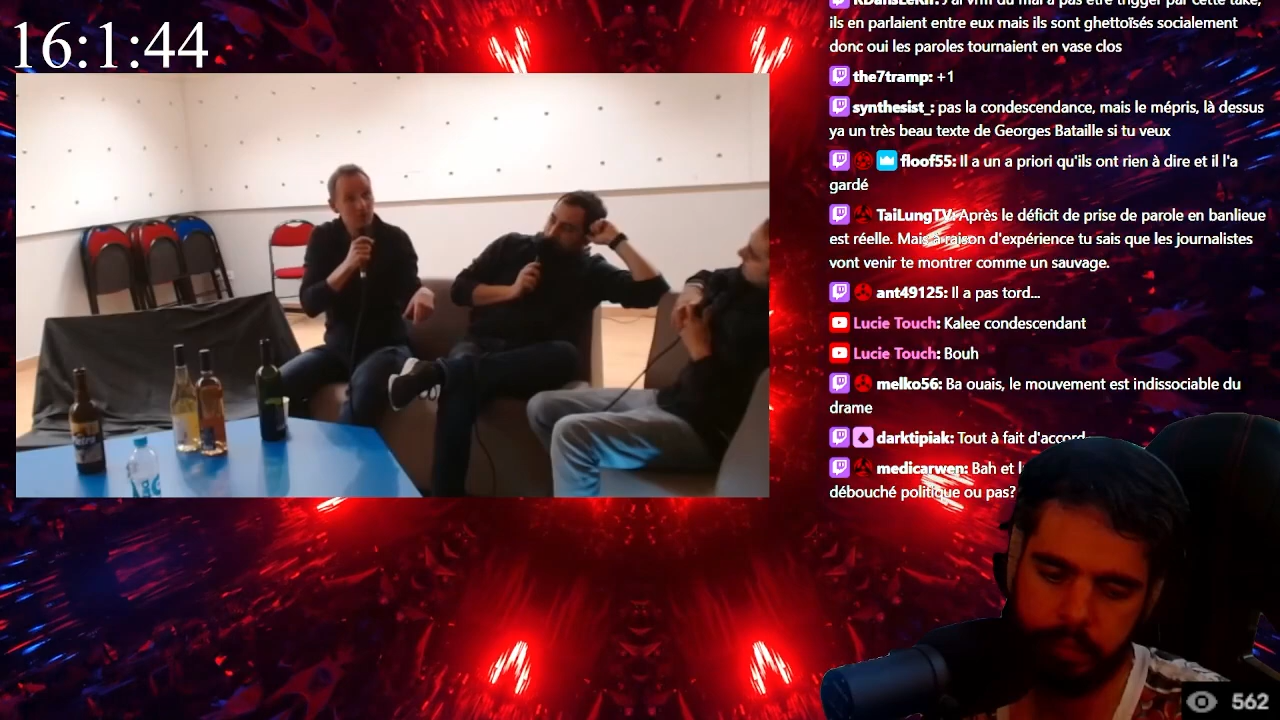 16:1:44
ils en parlaient entre eux mais ils sont ghettoïsés socialement
donc oui les paroles tournaient en vase clos
the7tramp: +1
synthesist_: pas la condescendance, mais le mépris, là dessus
ya un très beau texte de Georges Bataille si tu veux
floof55: Il a un a priori qu'ils ont rien à dire et il l'a
gardé
TaiLungTV: Après le déficit de prise de parole en banlieue
est réelle. Mais a raison d'expérience tu sais que les journalistes
vont venir te montrer comme un sauvage.
ant49125: Il a pas tord...
Lucie Touch: Kalee condescendant
Lucie Touch: Bouh
melko56: Ba ouais, le mouvement est indissociable du
drame
darktipiak: Tout à fait d'accord
medicarwen: Bah et
débouché politique ou pas?
562